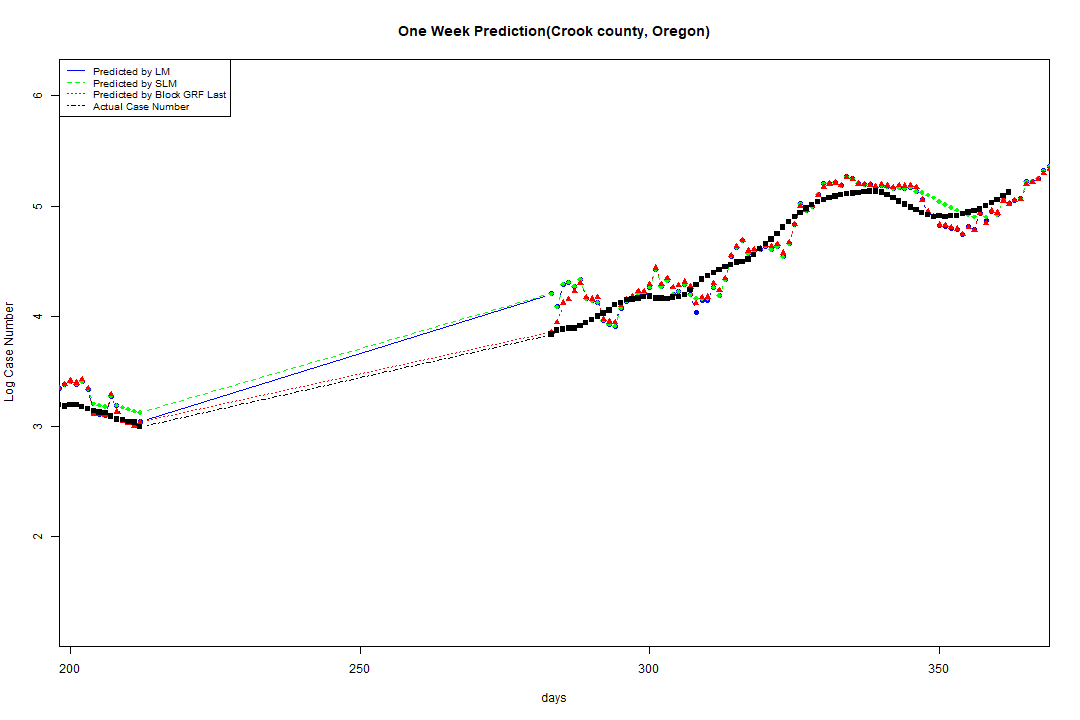 One Week Prediction(Crook county, Oregon)
Predicted by LM
Predicted by SLM
Predicted by Block GRF Last
Actual Case Number
6
5
4
3
2
Log Case Number
200 250 300 350
days